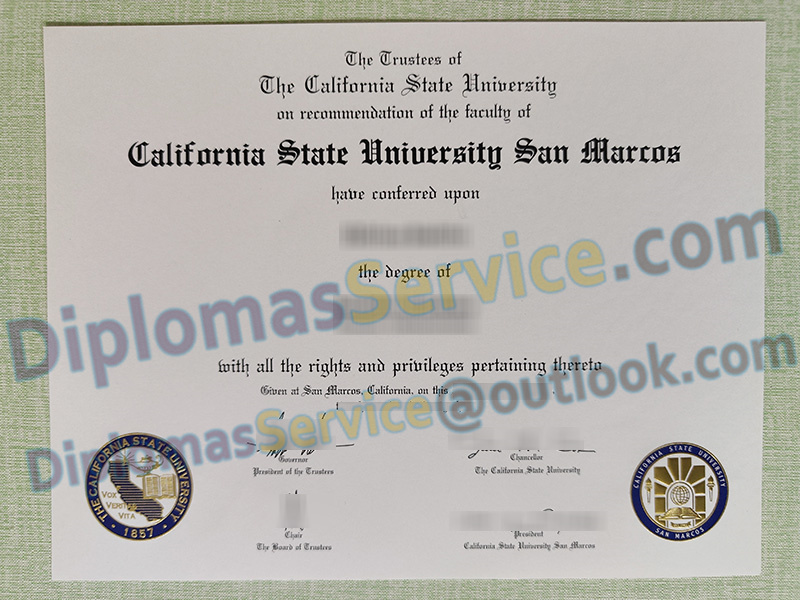 The Trustees of
The California State University
on recommendation of the faculty of
California State University San Marcos
have conferred upon
the degree of
DiplomasService.com
with all the rights and privileges pertaining thereto
Given at San Marcos, California, on this
DiplomasService@outlook.com
Governor
President of the Trustees
Chancellor
The California State University
Chair
The Board of Trustees
President
California State University San Marcos
THE CALIFORNIA STATE UNIVERSITY
VOX
VERITAS
VITA
· 1857 ·
CALIFORNIA STATE UNIVERSITY
SAN MARCOS